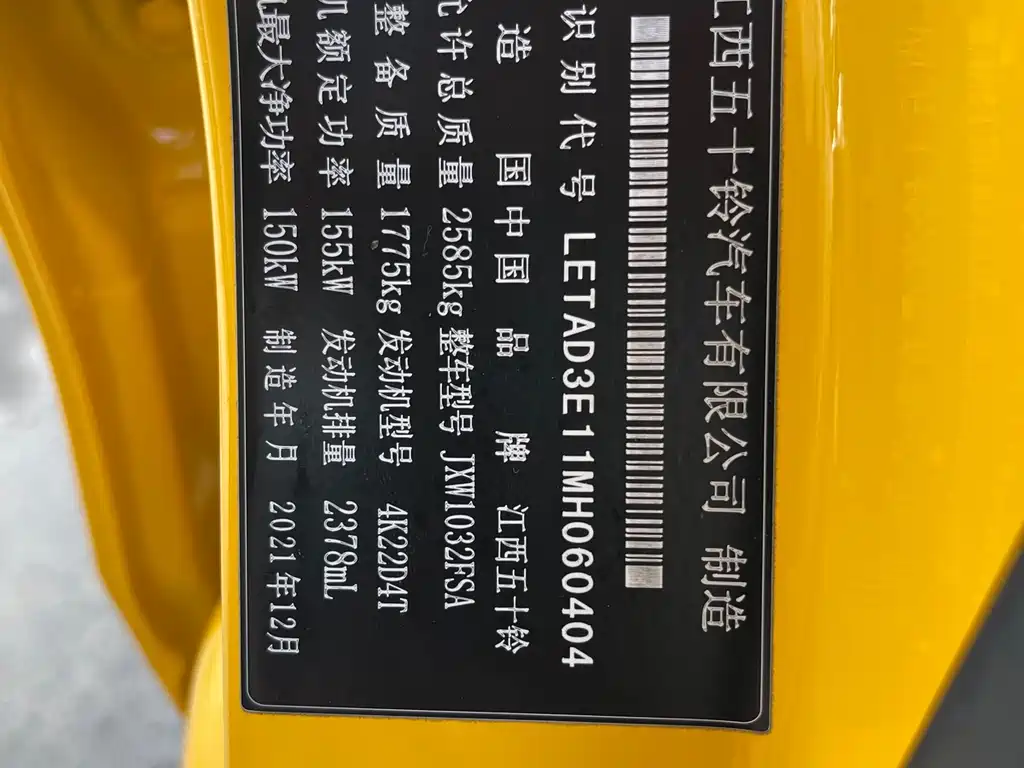 江西五十铃汽车有限公司 制造
识别代号 LETAD3E11MH060404
造国 中国 品牌 江西五十铃
允许总质量 2585kg 整车型号 JXW1032FSA
整备质量 1775kg 发动机型号 4K22D4T
机额定功率 155kW 发动机排量 2378mL
机最大净功率 150kW 制造年月 2021年12月